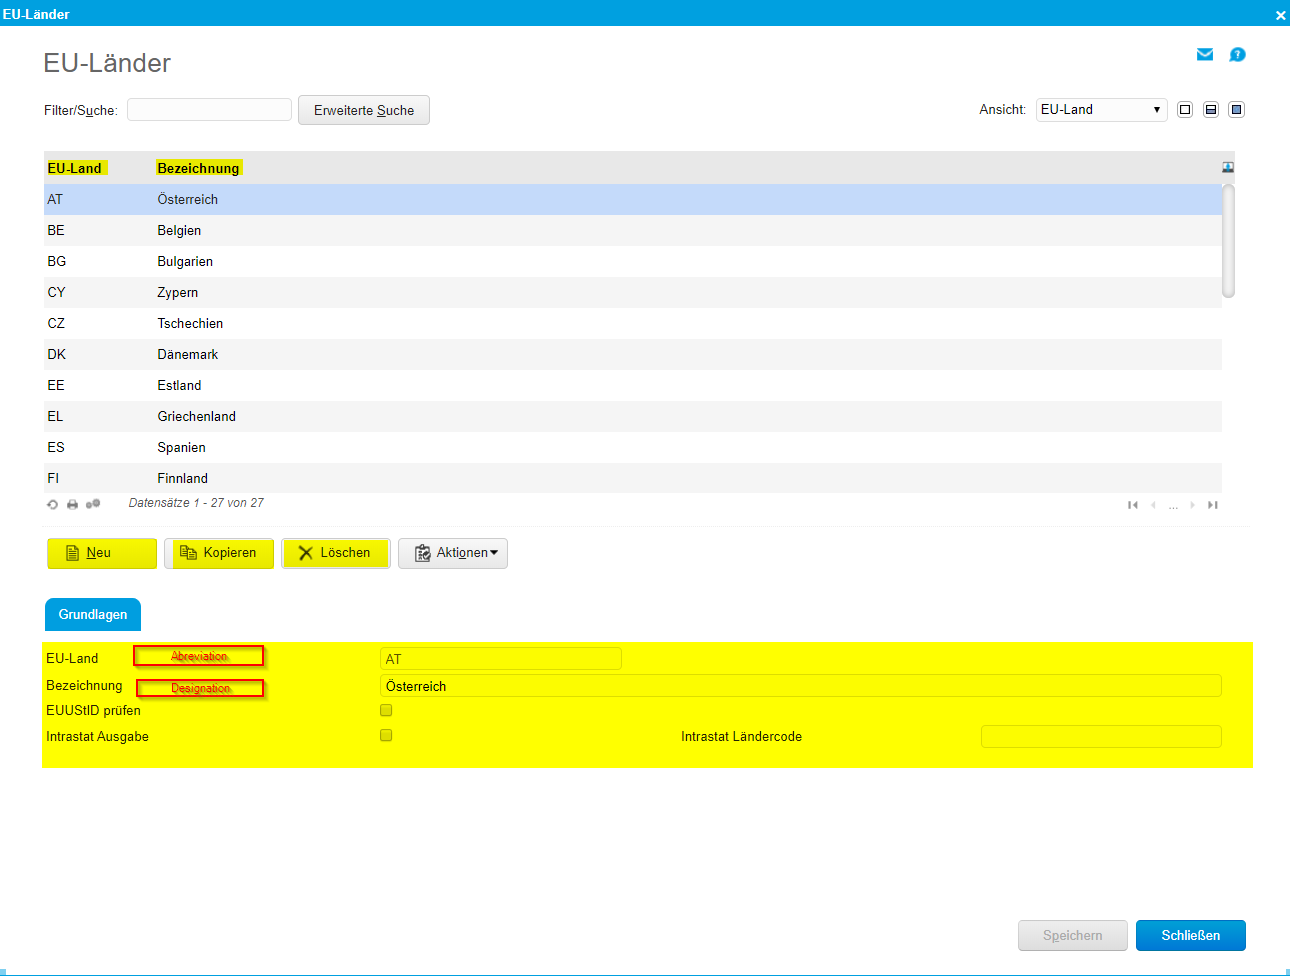 EU-Länder
EU-Länder
Filter/Suche: Erweiterte Suche Ansicht: EU-Land
EU-Land Bezeichnung
AT Österreich
BE Belgien
BG Bulgarien
CY Zypern
CZ Tschechien
DK Dänemark
EE Estland
EL Griechenland
ES Spanien
FI Finnland
Datensätze 1 - 27 von 27 ...
Neu Kopieren Löschen Aktionen
Grundlagen
EU-Land Abreviation AT
Bezeichnung Designation Österreich
EUUStID prüfen
Intrastat Ausgabe Intrastat Ländercode
Speichern Schließen